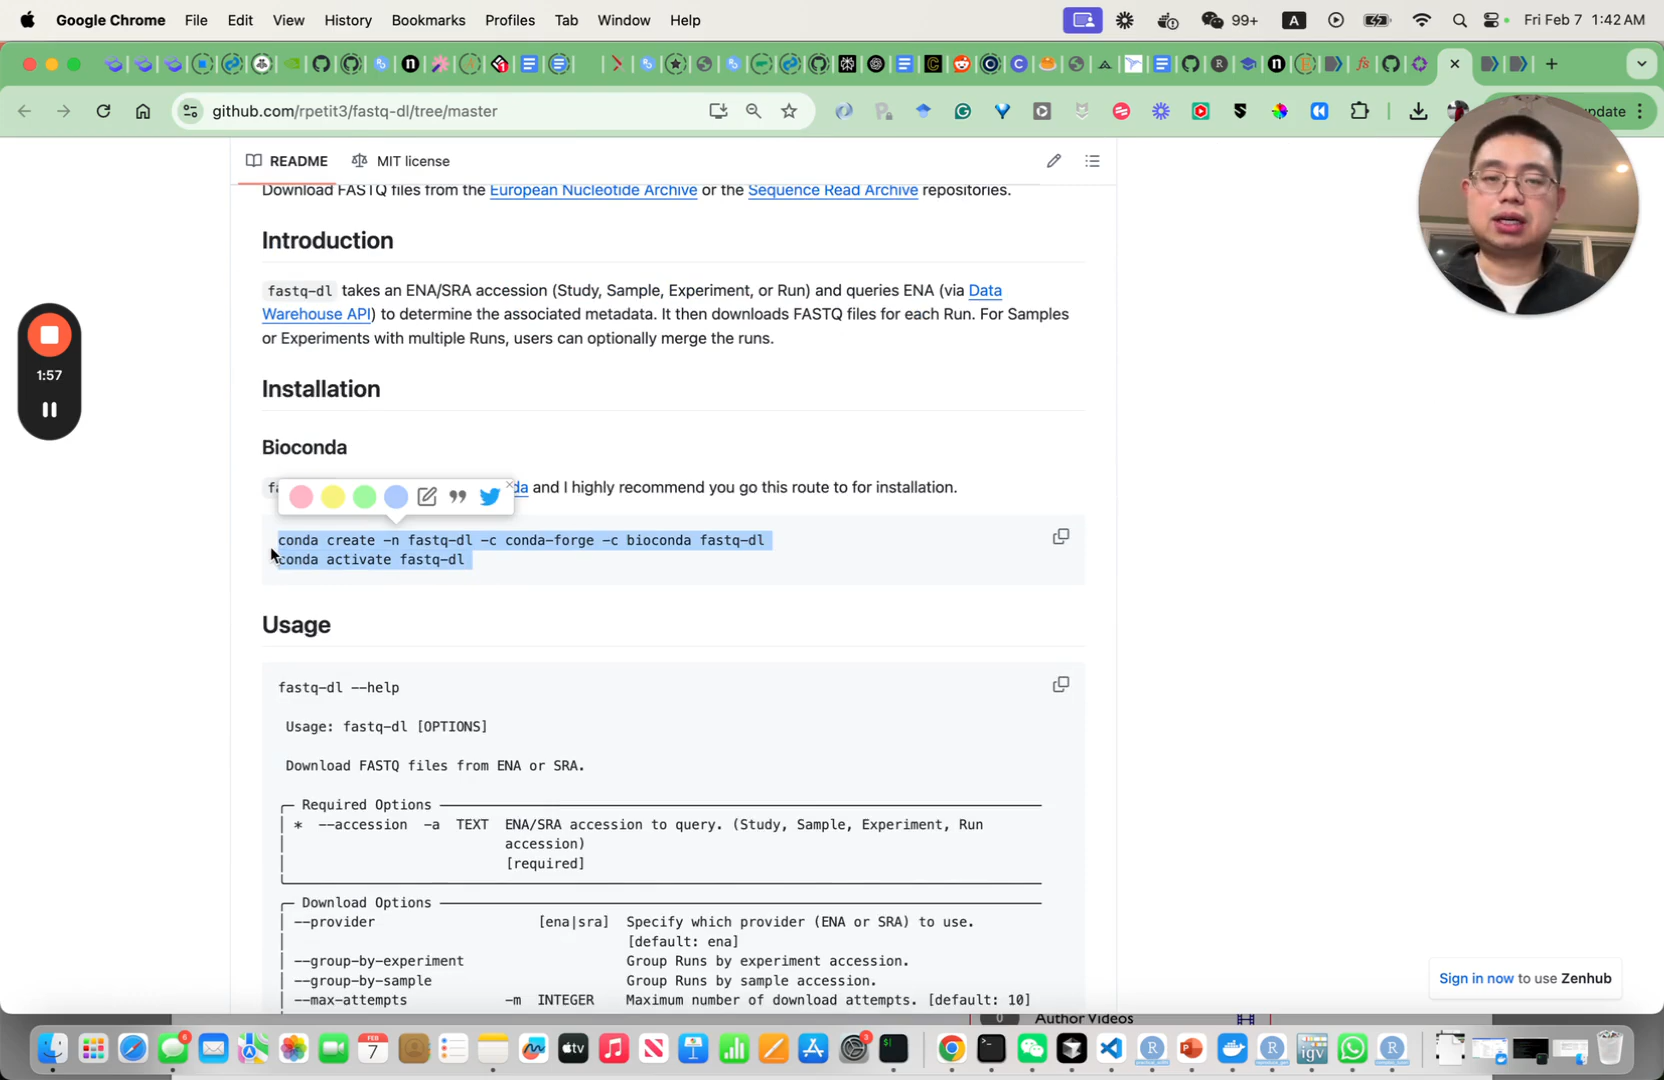 Google Chrome File Edit View History Bookmarks Profiles Tab Window Help 99+ A Fri Feb 7 1:42 AM
github.com/rpetit3/fastq-dl/tree/master
README MIT license
Download FASTQ files from the European Nucleotide Archive or the Sequence Read Archive repositories.
Introduction
fastq-dl takes an ENA/SRA accession (Study, Sample, Experiment, or Run) and queries ENA (via Data
Warehouse API) to determine the associated metadata. It then downloads FASTQ files for each Run. For Samples
or Experiments with multiple Runs, users can optionally merge the runs.
1:57
Installation
Bioconda
and I highly recommend you go this route to for installation.
conda create -n fastq-dl -c conda-forge -c bioconda fastq-dl
conda activate fastq-dl
Usage
fastq-dl --help
Usage: fastq-dl [OPTIONS]
Download FASTQ files from ENA or SRA.
Required Options
* --accession -a TEXT ENA/SRA accession to query. (Study, Sample, Experiment, Run
accession)
[required]
Download Options
--provider [ena|sra] Specify which provider (ENA or SRA) to use.
[default: ena]
--group-by-experiment Group Runs by experiment accession.
--group-by-sample Group Runs by sample accession.
--max-attempts -m INTEGER Maximum number of download attempts. [default: 10]
Sign in now to use Zenhub
Author Videos